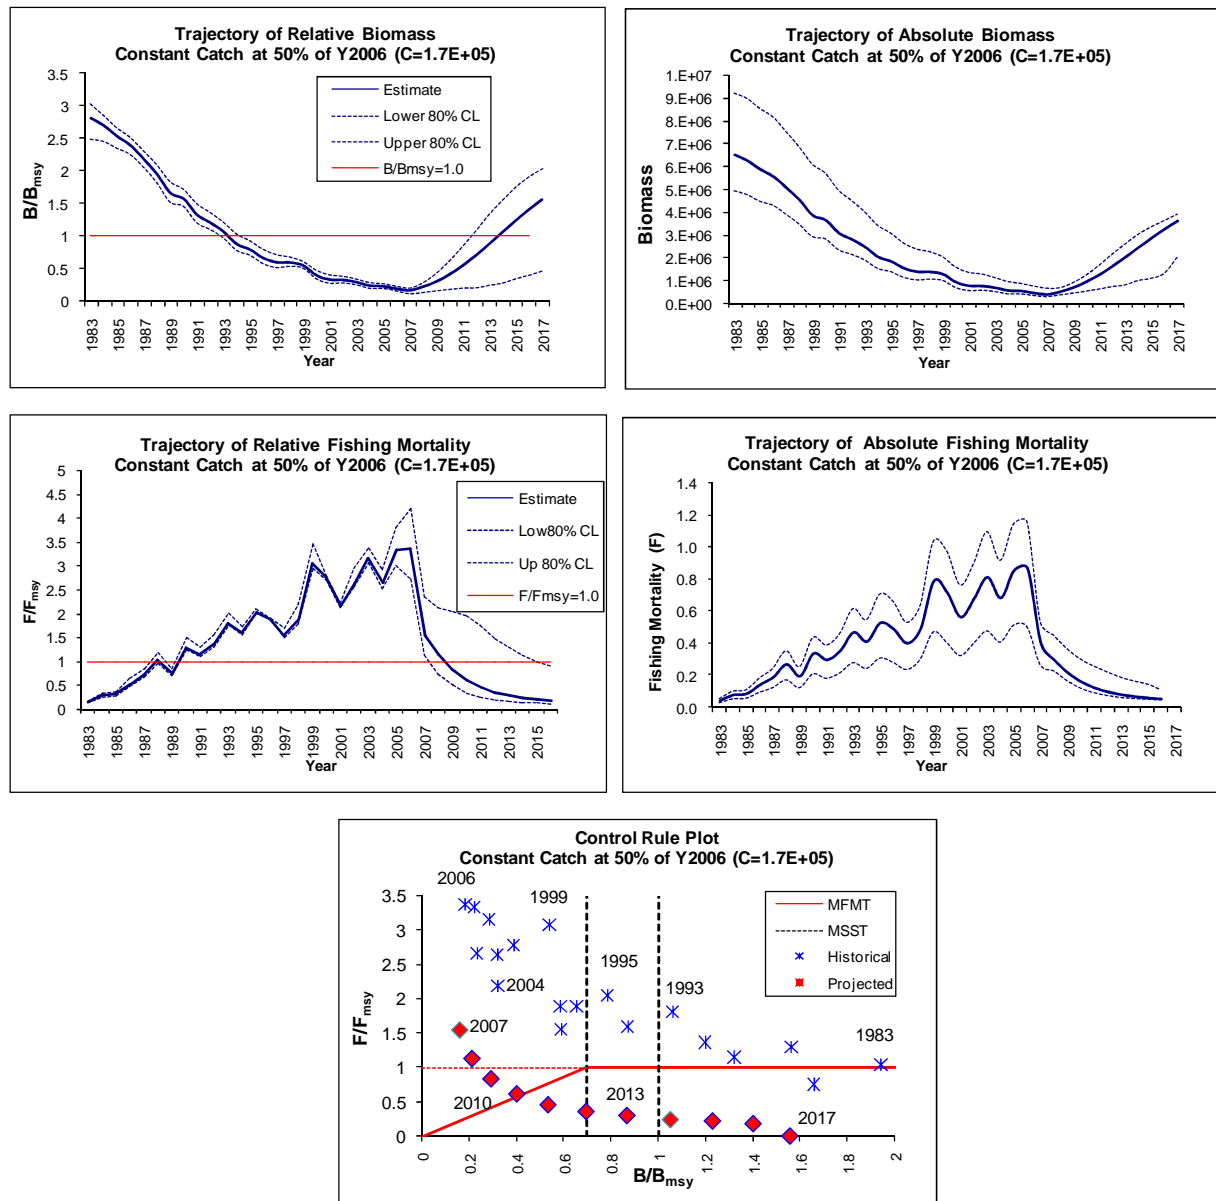 Trajectory of Relative Biomass
Constant Catch at 50% of Y2006 (C=1.7E+05)
3.5
3
2.5
2
1.5
1
0.5
0
B/Bmsy
Estimate
Lower 80% CL
Upper 80% CL
B/Bmsy=1.0
1983
1985
1987
1989
1991
1993
1995
1997
1999
2001
2003
2005
2007
2009
2011
2013
2015
2017
Year
Trajectory of Absolute Biomass
Constant Catch at 50% of Y2006 (C=1.7E+05)
1.E+07
9.E+06
8.E+06
7.E+06
6.E+06
5.E+06
4.E+06
3.E+06
2.E+06
1.E+06
0.E+00
Biomass
1983
1985
1987
1989
1991
1993
1995
1997
1999
2001
2003
2005
2007
2009
2011
2013
2015
2017
Year
Trajectory of Relative Fishing Mortality
Constant Catch at 50% of Y2006 (C=1.7E+05)
5
4.5
4
3.5
3
2.5
2
1.5
1
0.5
0
F/Fmsy
Estimate
Low80% CL
Up 80% CL
F/Fmsy=1.0
1983
1985
1987
1989
1991
1993
1995
1997
1999
2001
2003
2005
2007
2009
2011
2013
2015
Year
Trajectory of Absolute Fishing Mortality
Constant Catch at 50% of Y2006 (C=1.7E+05)
1.4
1.2
1.0
0.8
0.6
0.4
0.2
0.0
Fishing Mortality (F)
1983
1985
1987
1989
1991
1993
1995
1997
1999
2001
2003
2005
2007
2009
2011
2013
2015
2017
Year
Control Rule Plot
Constant Catch at 50% of Y2006 (C=1.7E+05)
3.5
3
2.5
2
1.5
1
0.5
0
F/Fmsy
2006
1999
2004
1995
1993
1983
2007
2010
2013
2017
MFMT
MSST
Historical
Projected
0
0.2
0.4
0.6
0.8
1
1.2
1.4
1.6
1.8
2
B/Bmsy